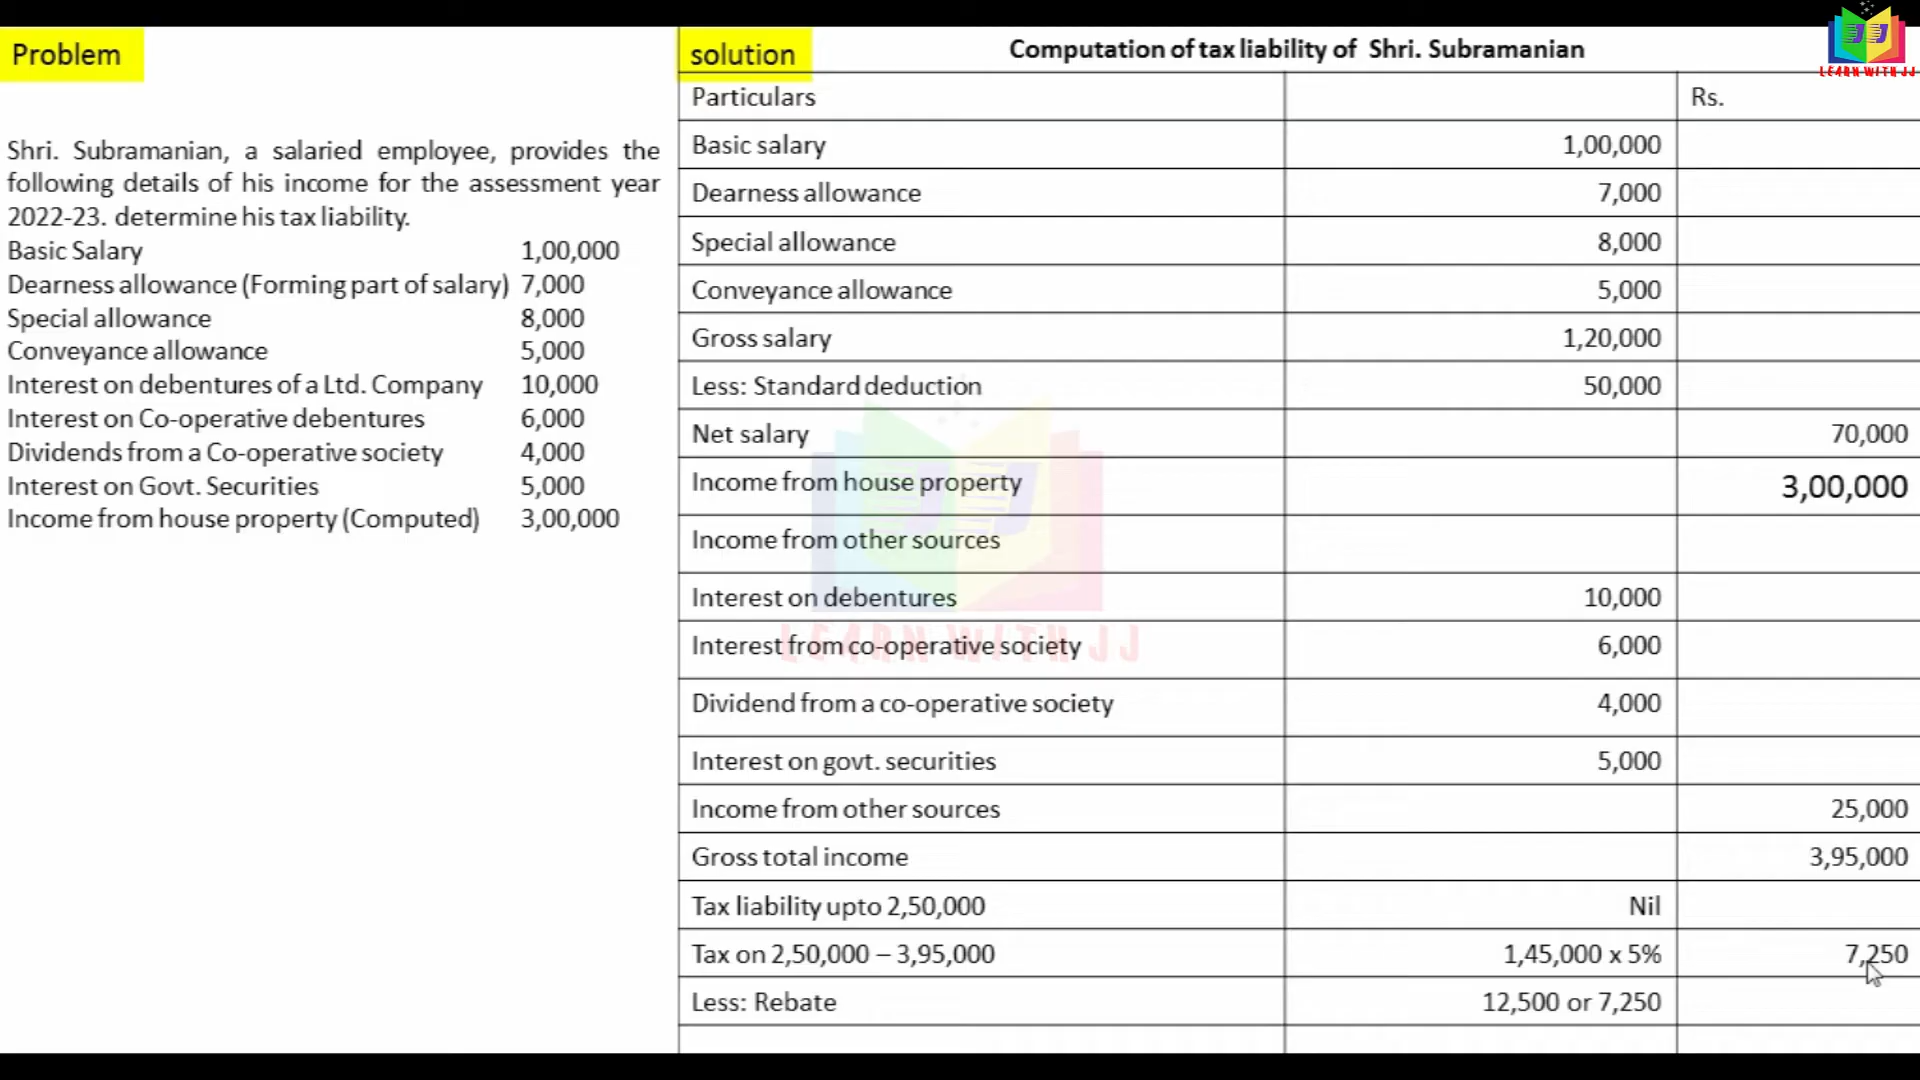 Problem
Shri. Subramanian, a salaried employee, provides the
following details of his income for the assessment year
2022-23. determine his tax liability.
Basic Salary 1,00,000
Dearness allowance (Forming part of salary) 7,000
Special allowance 8,000
Conveyance allowance 5,000
Interest on debentures of a Ltd. Company 10,000
Interest on Co-operative debentures 6,000
Dividends from a Co-operative society 4,000
Interest on Govt. Securities 5,000
Income from house property (Computed) 3,00,000
solution
Computation of tax liability of Shri. Subramanian
Particulars Rs.
Basic salary 1,00,000
Dearness allowance 7,000
Special allowance 8,000
Conveyance allowance 5,000
Gross salary 1,20,000
Less: Standard deduction 50,000
Net salary 70,000
Income from house property 3,00,000
Income from other sources
Interest on debentures 10,000
Interest from co-operative society 6,000
Dividend from a co-operative society 4,000
Interest on govt. securities 5,000
Income from other sources 25,000
Gross total income 3,95,000
Tax liability upto 2,50,000 Nil
Tax on 2,50,000 – 3,95,000 1,45,000 x 5% 7,250
Less: Rebate 12,500 or 7,250
JJ
LEARN WITH JJ
LEARN WITH JJ